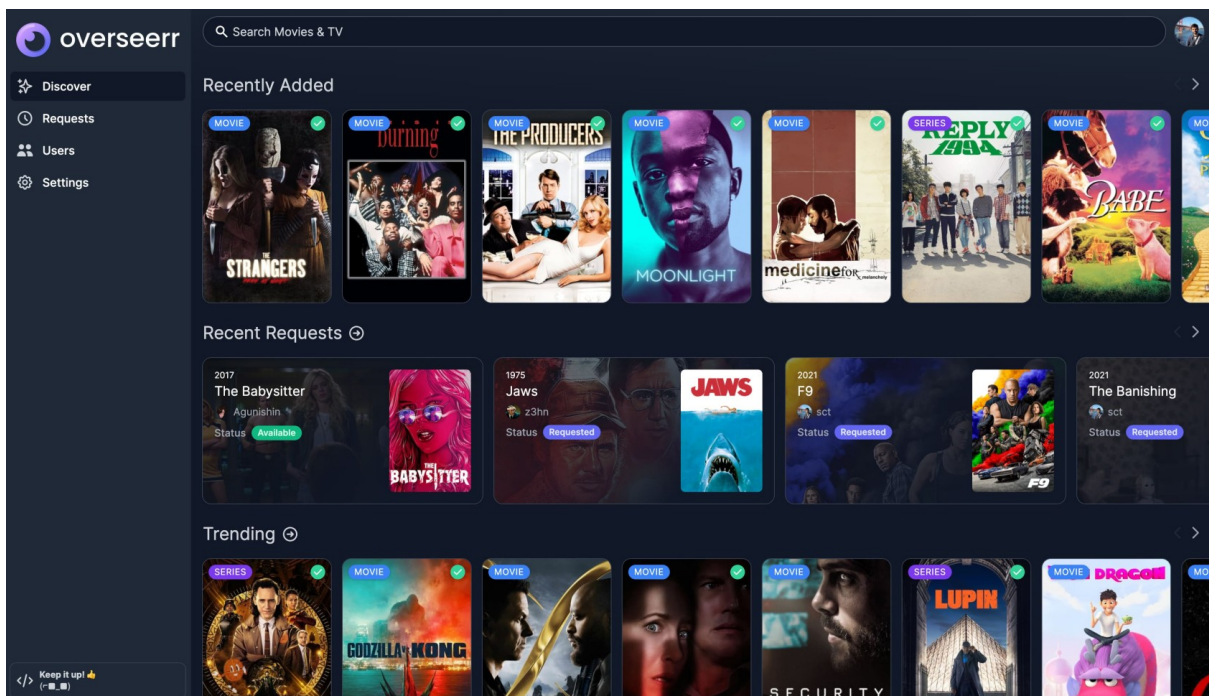 overseerr
Search Movies & TV
Discover
Requests
Users
Settings
Recently Added
MOVIE
THE
STRANGERS
MOVIE
Burning
MOVIE
THE PRODUCERS
MOVIE
MOONLIGHT
MOVIE
medicine for melancholy
SERIES
REPLY
1994
MOVIE
BABE
MO
Recent Requests
2017
The Babysitter
Agunishin
Status Available
THE
BABYSITTER
1975
Jaws
z3hn
Status Requested
JAWS
2021
F9
sct
Status Requested
F9
2021
The Banishing
sct
Status Requested
Trending
SERIES
MOVIE
GODZILLA KONG
MOVIE
MOVIE
MOVIE
SECURITY
SERIES
LUPIN
MOVIE
DRAGON
MO
</> Keep it up! 👍
(⌐■_■)